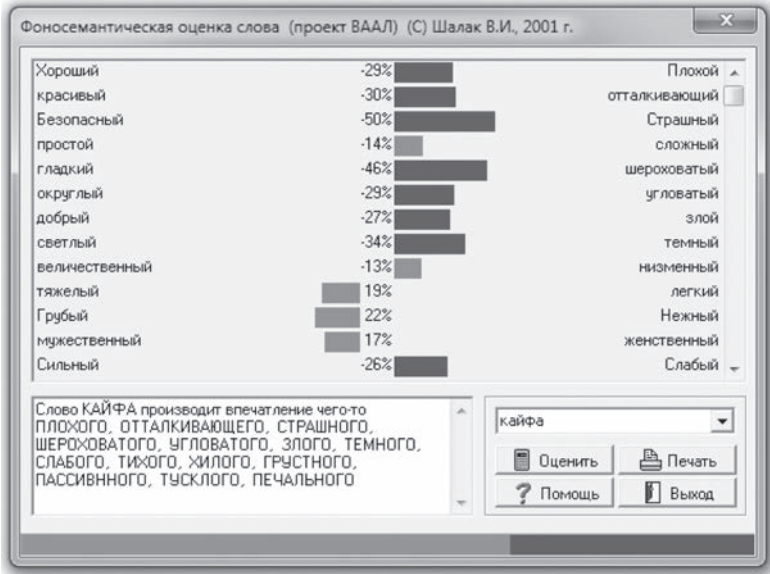 Фоносемантическая оценка слова (проект ВААЛ) (С) Шалак В.И., 2001 г.
Хороший -29% Плохой
красивый -30% отталкивающий
Безопасный -50% Страшный
простой -14% сложный
гладкий -46% шероховатый
округлый -29% угловатый
добрый -27% злой
светлый -34% темный
величественный -13% низменный
тяжелый 19% легкий
Грубый 22% Нежный
мужественный 17% женственный
Сильный -26% Слабый
Слово КАЙФА производит впечатление чего-то
ПЛОХОГО, ОТТАЛКИВАЮЩЕГО, СТРАШНОГО,
ШЕРОХОВАТОГО, УГЛОВАТОГО, ЗЛОГО, ТЕМНОГО,
СЛАБОГО, ТИХОГО, ХИЛОГО, ГРУСТНОГО,
ПАССИВННОГО, ТУСКЛОГО, ПЕЧАЛЬНОГО
кайфа
Оценить Печать
Помощь Выход